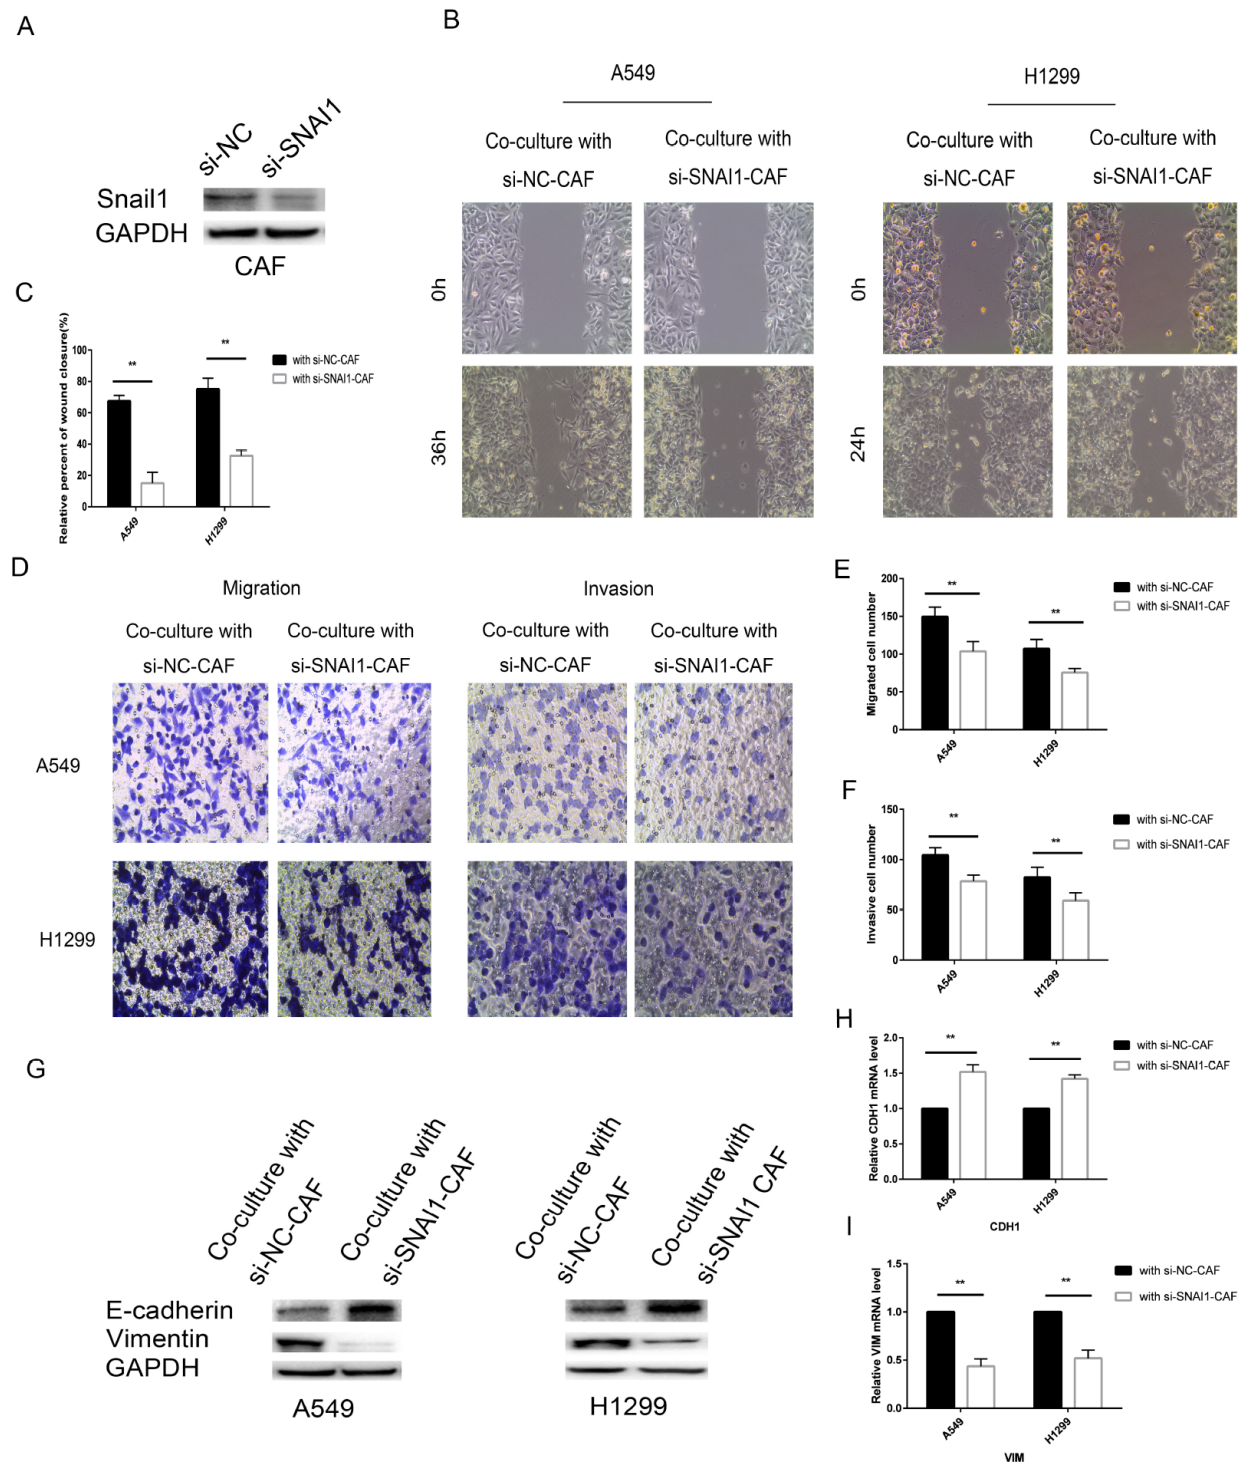 A
si-NC
si-SNAI1
Snail1
GAPDH
CAF
B
A549
H1299
Co-culture with
si-NC-CAF
Co-culture with
si-SNAI1-CAF
Co-culture with
si-NC-CAF
Co-culture with
si-SNAI1-CAF
0h
36h
0h
24h
C
Relative percent of wound closure(%)
100
80
60
40
20
0
**
**
with si-NC-CAF
with si-SNAI1-CAF
A549
H1299
D
Migration
Invasion
Co-culture with
si-NC-CAF
Co-culture with
si-SNAI1-CAF
Co-culture with
si-NC-CAF
Co-culture with
si-SNAI1-CAF
A549
H1299
E
Migrated cell number
200
150
100
50
0
**
**
with si-NC-CAF
with si-SNAI1-CAF
A549
H1299
F
Invasive cell number
150
100
50
0
**
**
with si-NC-CAF
with si-SNAI1-CAF
A549
H1299
G
Co-culture with
si-NC-CAF
Co-culture with
si-SNAI1-CAF
Co-culture with
si-NC-CAF
Co-culture with
si-SNAI1 CAF
E-cadherin
Vimentin
GAPDH
A549
H1299
H
Relative CDH1 mRNA level
2.0
1.5
1.0
0.5
0.0
**
**
with si-NC-CAF
with si-SNAI1-CAF
A549
H1299
CDH1
I
Relative VIM mRNA level
1.5
1.0
0.5
0.0
**
**
with si-NC-CAF
with si-SNAI1-CAF
A549
H1299
VIM